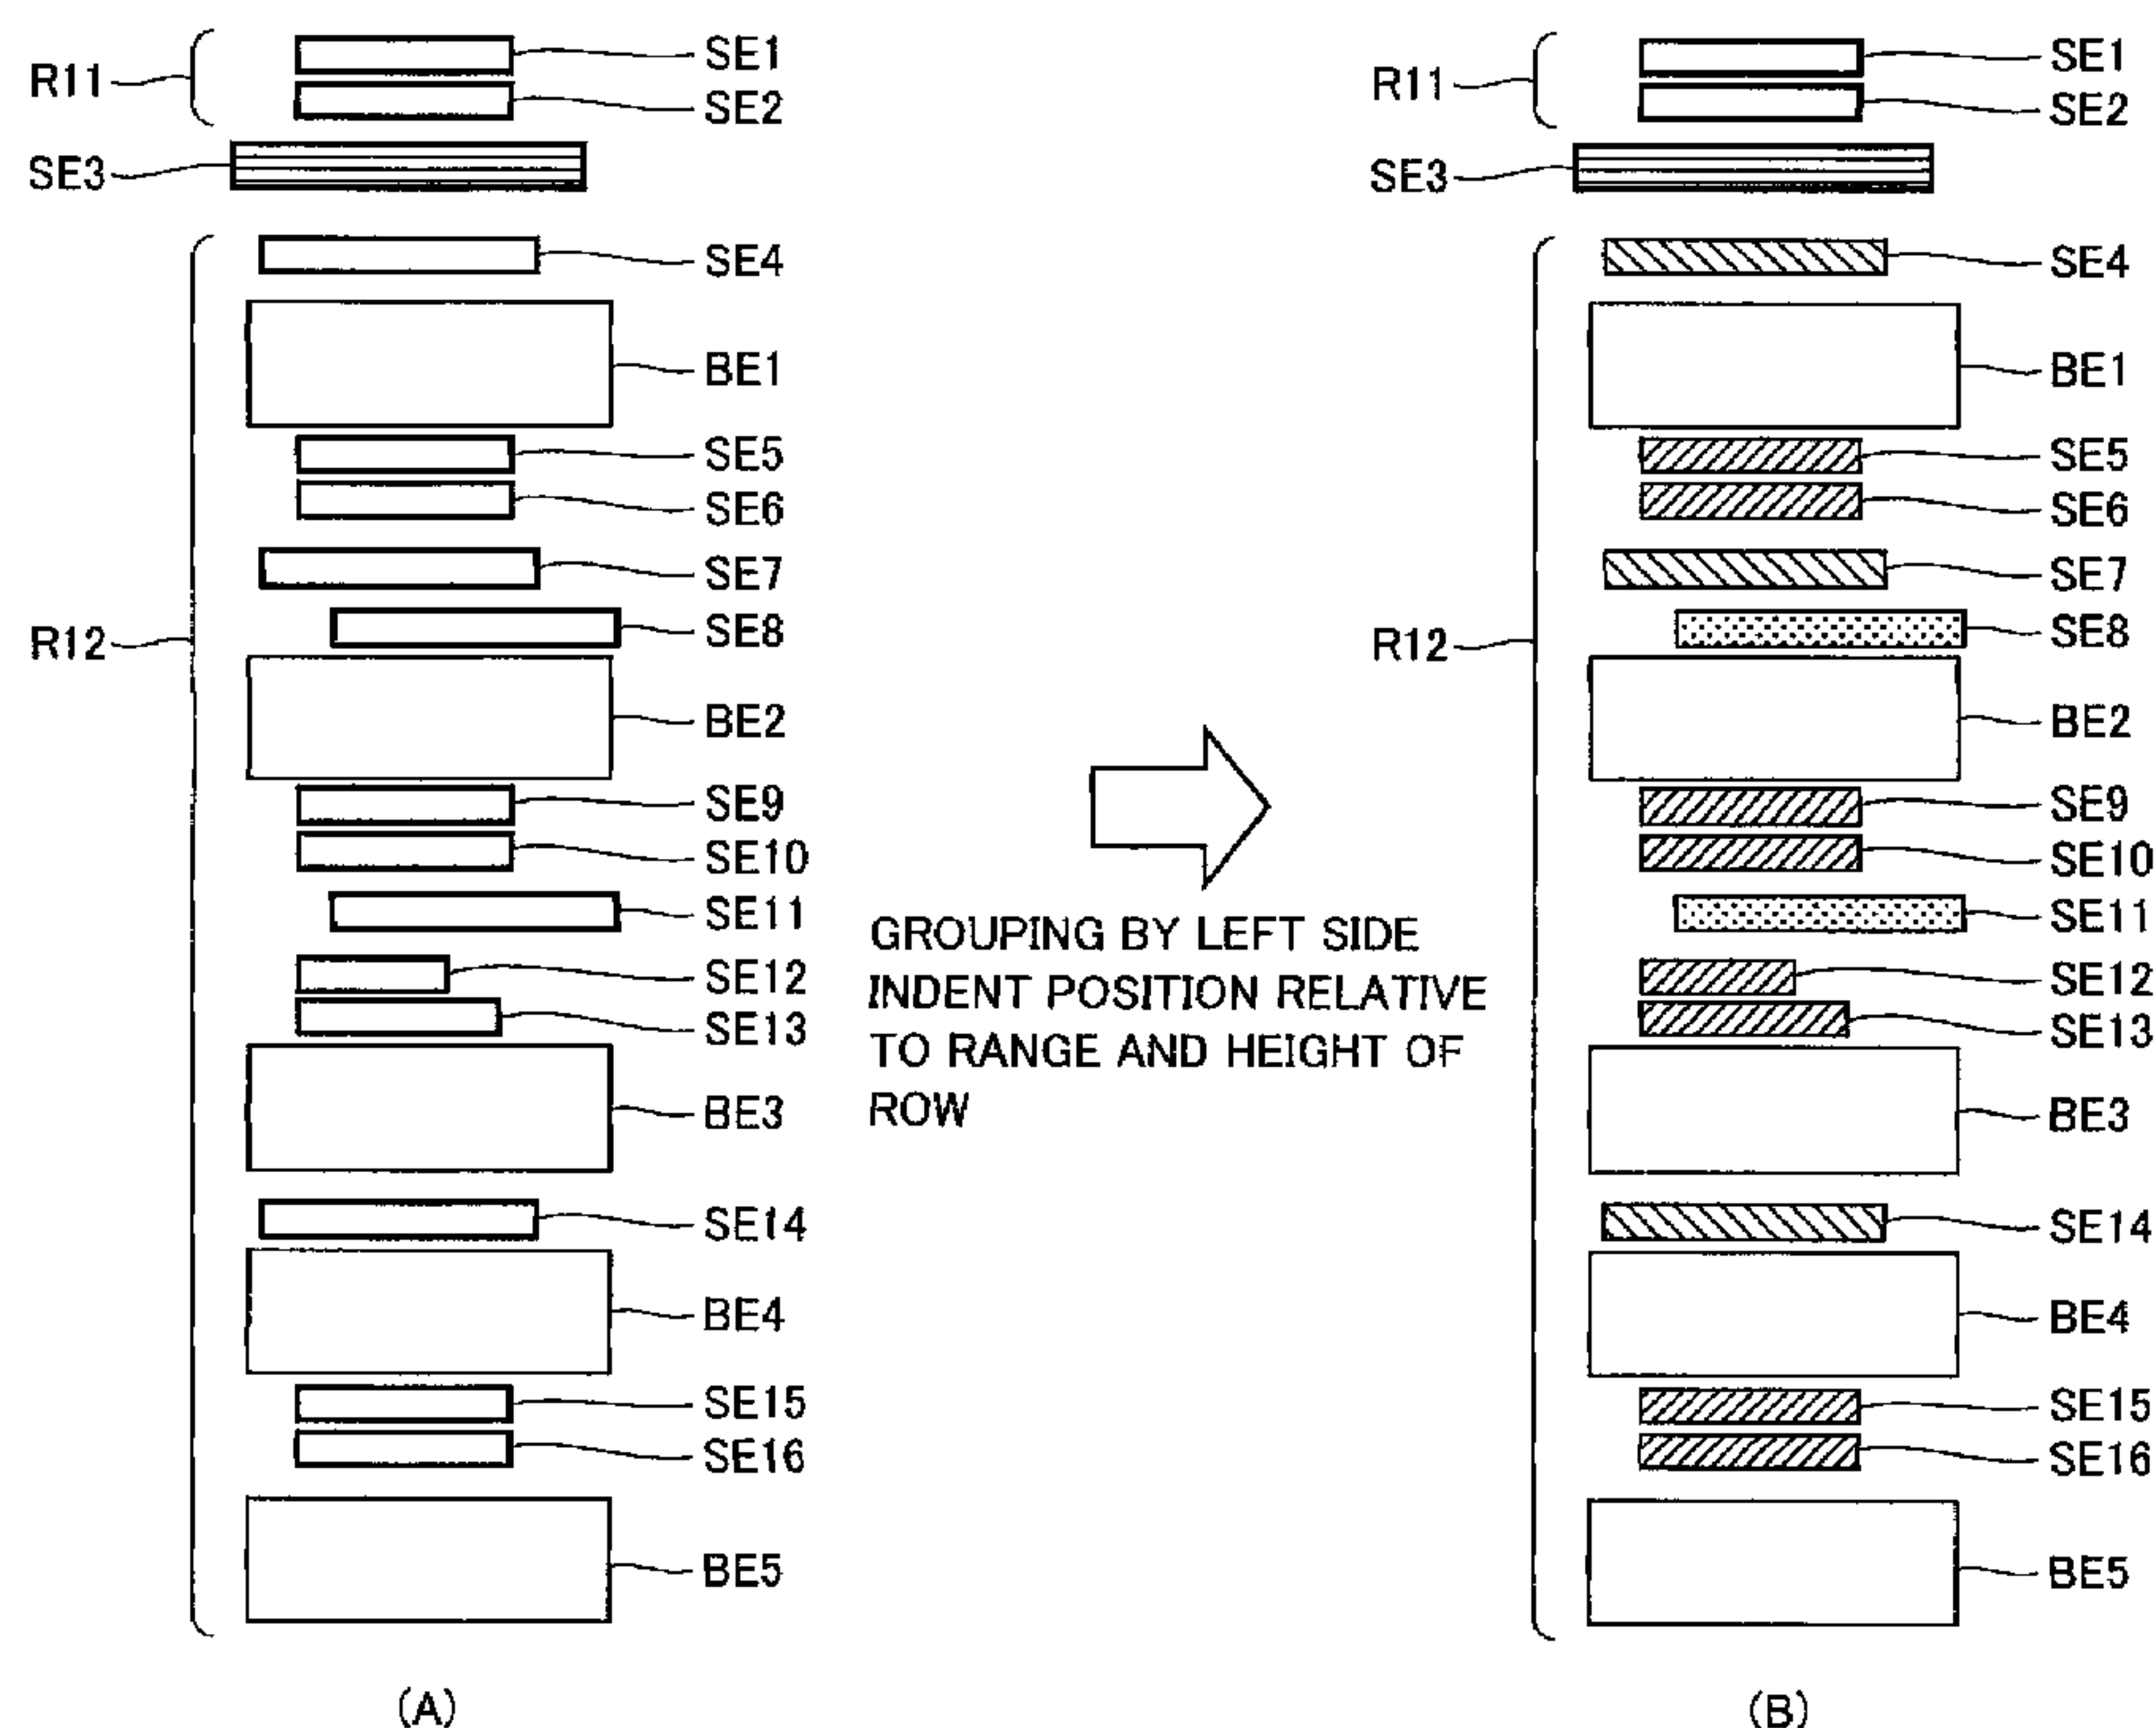 R11
SE1
SE2
SE3
SE4
BE1
SE5
SE6
SE7
R12
SE8
BE2
SE9
SE10
SE11
SE12
SE13
BE3
SE14
BE4
SE15
SE16
BE5
(A)
GROUPING BY LEFT SIDE
INDENT POSITION RELATIVE
TO RANGE AND HEIGHT OF
ROW
R11
SE1
SE2
SE3
SE4
BE1
SE5
SE6
SE7
R12
SE8
BE2
SE9
SE10
SE11
SE12
SE13
BE3
SE14
BE4
SE15
SE16
BE5
(B)